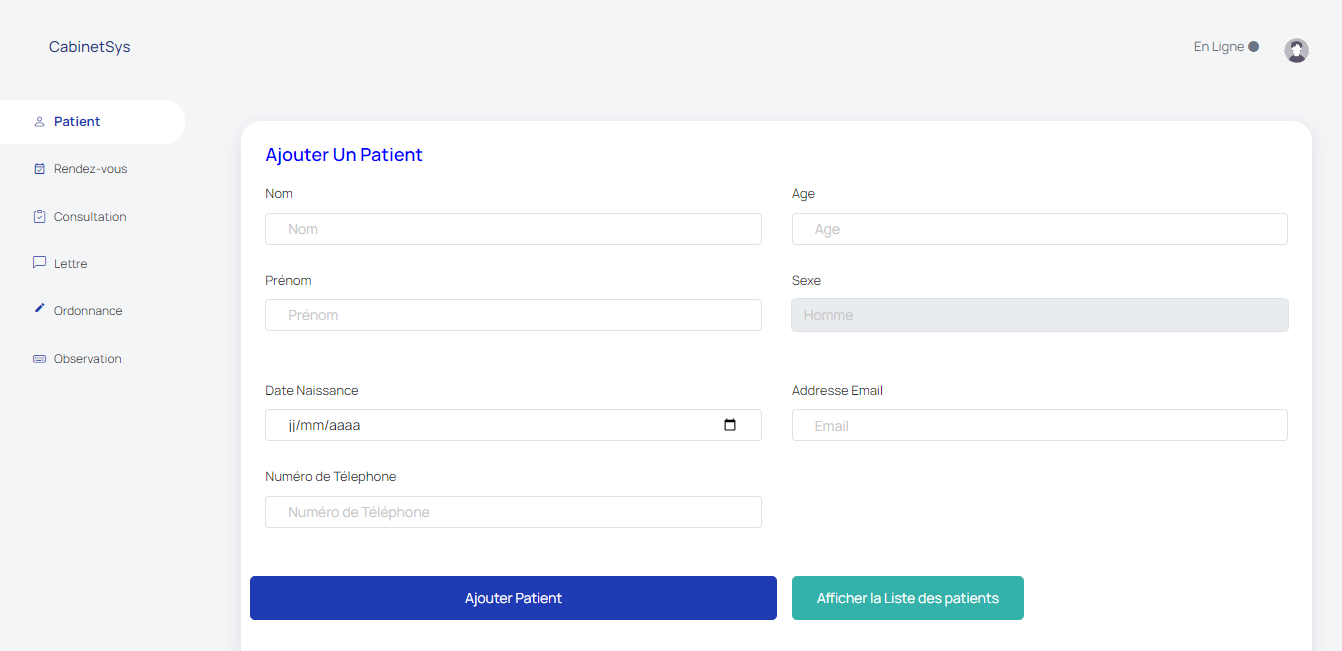 CabinetSys
En Ligne
Patient
Rendez-vous
Consultation
Lettre
Ordonnance
Observation
Ajouter Un Patient
Nom
Age
Nom
Age
Prénom
Sexe
Prénom
Homme
Date Naissance
Addresse Email
jj/mm/aaaa
Email
Numéro de Télephone
Numéro de Téléphone
Ajouter Patient
Afficher la Liste des patients